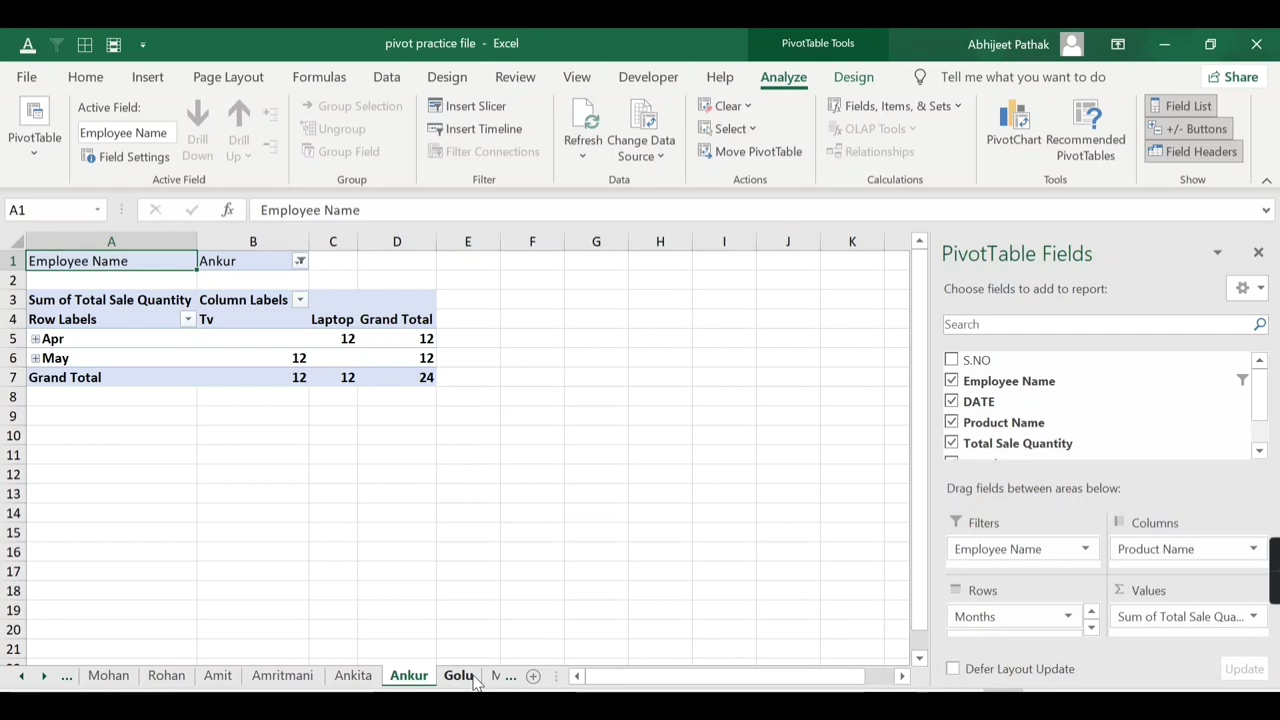 pivot practice file - Excel
PivotTable Tools
Abhijeet Pathak
File Home Insert Page Layout Formulas Data Design Review View Developer Help Analyze Design Tell me what you want to do Share
PivotTable
Active Field:
Employee Name
Field Settings
Drill Down
Drill Up
Active Field
Group Selection
Ungroup
Group Field
Group
Insert Slicer
Insert Timeline
Filter Connections
Filter
Refresh
Change Data Source
Data
Clear
Select
Move PivotTable
Actions
Fields, Items, & Sets
OLAP Tools
Relationships
Calculations
PivotChart
Recommended PivotTables
Tools
Field List
+/- Buttons
Field Headers
Show
A1 fx Employee Name
A B C D E F G H I J K
1 Employee Name Ankur
2
3 Sum of Total Sale Quantity Column Labels
4 Row Labels Tv Laptop Grand Total
5 Apr 12 12
6 May 12 12
7 Grand Total 12 12 24
8
9
10
11
12
13
14
15
16
17
18
19
20
21
PivotTable Fields
Choose fields to add to report:
Search
S.NO
Employee Name
DATE
Product Name
Total Sale Quantity
Drag fields between areas below:
Filters
Employee Name
Columns
Product Name
Rows
Months
Values
Sum of Total Sale Qua...
Defer Layout Update
Update
... Mohan Rohan Amit Amritmani Ankita Ankur Golu M ...